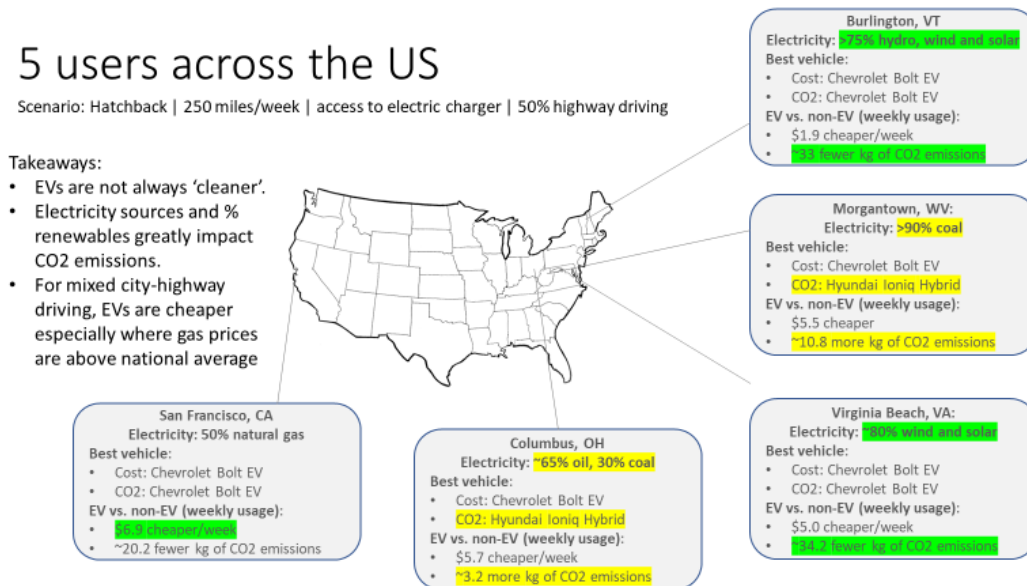 5 users across the US
Scenario: Hatchback | 250 miles/week | access to electric charger | 50% highway driving
Takeaways:
• EVs are not always ‘cleaner’.
• Electricity sources and %
renewables greatly impact
CO2 emissions.
• For mixed city-highway
driving, EVs are cheaper
especially where gas prices
are above national average
Burlington, VT
Electricity: >75% hydro, wind and solar
Best vehicle:
• Cost: Chevrolet Bolt EV
• CO2: Chevrolet Bolt EV
EV vs. non-EV (weekly usage):
• $1.9 cheaper/week
• ~33 fewer kg of CO2 emissions
Morgantown, WV:
Electricity: >90% coal
Best vehicle:
• Cost: Chevrolet Bolt EV
• CO2: Hyundai Ioniq Hybrid
EV vs. non-EV (weekly usage):
• $5.5 cheaper
• ~10.8 more kg of CO2 emissions
Virginia Beach, VA:
Electricity: ~80% wind and solar
Best vehicle:
• Cost: Chevrolet Bolt EV
• CO2: Chevrolet Bolt EV
EV vs. non-EV (weekly usage):
• $5.0 cheaper/week
• ~34.2 fewer kg of CO2 emissions
San Francisco, CA
Electricity: 50% natural gas
Best vehicle:
• Cost: Chevrolet Bolt EV
• CO2: Chevrolet Bolt EV
EV vs. non-EV (weekly usage):
• $6.9 cheaper/week
• ~20.2 fewer kg of CO2 emissions
Columbus, OH
Electricity: ~65% oil, 30% coal
Best vehicle:
• Cost: Chevrolet Bolt EV
• CO2: Hyundai Ioniq Hybrid
EV vs. non-EV (weekly usage):
• $5.7 cheaper/week
• ~3.2 more kg of CO2 emissions